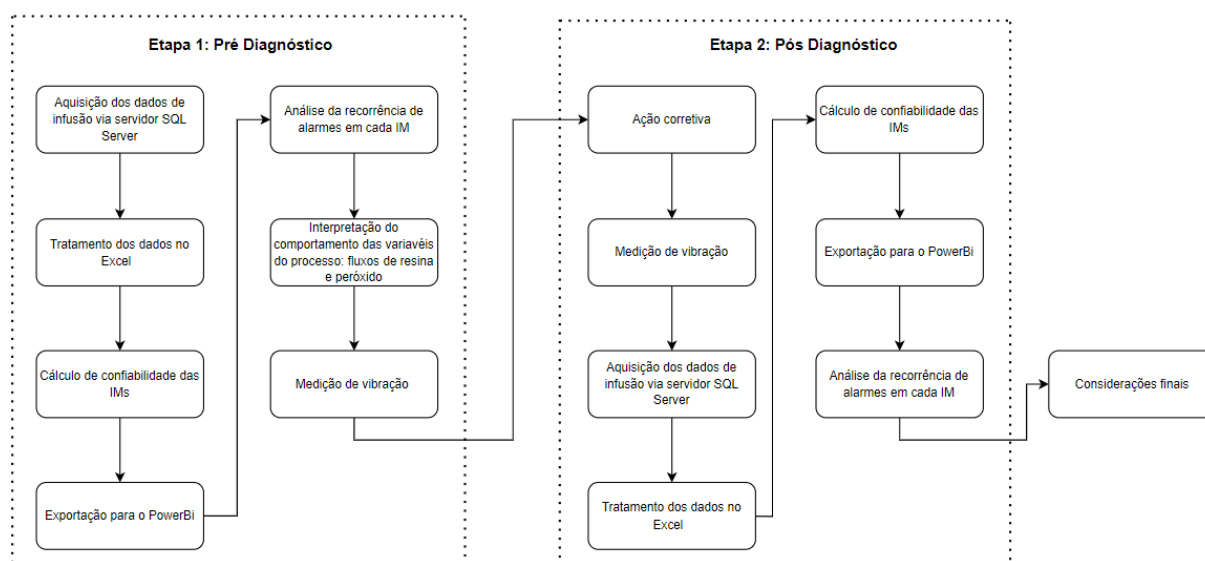 Etapa 1: Pré Diagnóstico
Aquisição dos dados de
infusão via servidor SQL
Server
Tratamento dos dados no
Excel
Cálculo de confiabilidade das
IMs
Exportação para o PowerBi
Análise da recorrência de
alarmes em cada IM
Interpretação do
comportamento das variavéis
do processo: fluxos de resina
e peróxido
Medição de vibração
Etapa 2: Pós Diagnóstico
Ação corretiva
Medição de vibração
Aquisição dos dados de
infusão via servidor SQL
Server
Tratamento dos dados no
Excel
Cálculo de confiabilidade das
IMs
Exportação para o PowerBi
Análise da recorrência de
alarmes em cada IM
Considerações finais